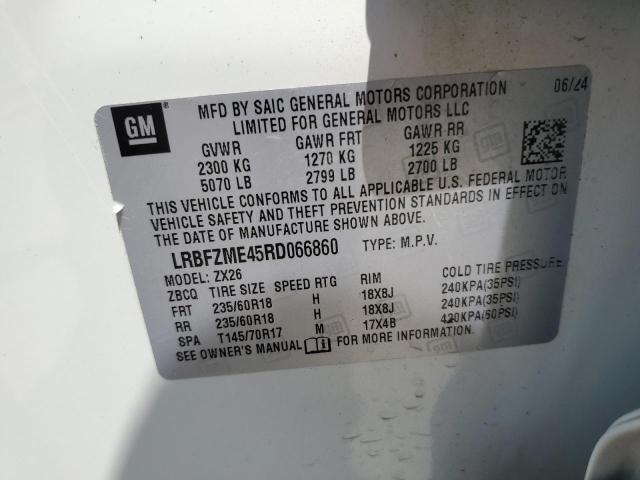 GM
®
MFD BY SAIC GENERAL MOTORS CORPORATION 06/24
LIMITED FOR GENERAL MOTORS LLC
GVWR GAWR FRT GAWR RR
2300 KG 1270 KG 1225 KG
5070 LB 2799 LB 2700 LB
THIS VEHICLE CONFORMS TO ALL APPLICABLE U.S. FEDERAL MOTOR
VEHICLE SAFETY AND THEFT PREVENTION STANDARDS IN EFFECT ON
THE DATE OF MANUFACTURE SHOWN ABOVE.
LRBFZME45RD066860 TYPE: M.P.V.
MODEL: ZX26
ZBCQ TIRE SIZE SPEED RTG RIM COLD TIRE PRESSURE
FRT 235/60R18 H 18X8J 240KPA(35PSI)
RR 235/60R18 H 18X8J 240KPA(35PSI)
SPA T145/70R17 M 17X4B 420KPA(60PSI)
SEE OWNER'S MANUAL FOR MORE INFORMATION.